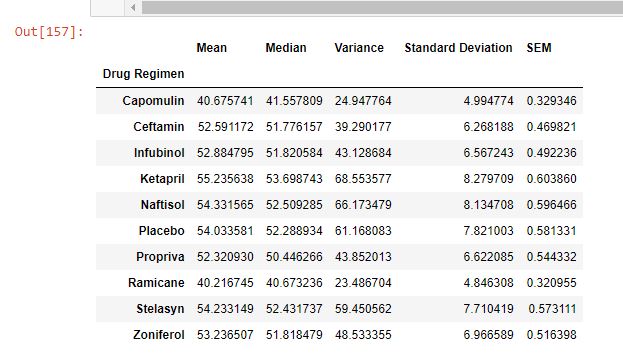 Out[157]:
Mean Median Variance Standard Deviation SEM
Drug Regimen
Capomulin 40.675741 41.557809 24.947764 4.994774 0.329346
Ceftamin 52.591172 51.776157 39.290177 6.268188 0.469821
Infubinol 52.884795 51.820584 43.128684 6.567243 0.492236
Ketapril 55.235638 53.698743 68.553577 8.279709 0.603860
Naftisol 54.331565 52.509285 66.173479 8.134708 0.596466
Placebo 54.033581 52.288934 61.168083 7.821003 0.581331
Propriva 52.320930 50.446266 43.852013 6.622085 0.544332
Ramicane 40.216745 40.673236 23.486704 4.846308 0.320955
Stelasyn 54.233149 52.431737 59.450562 7.710419 0.573111
Zoniferol 53.236507 51.818479 48.533355 6.966589 0.516398